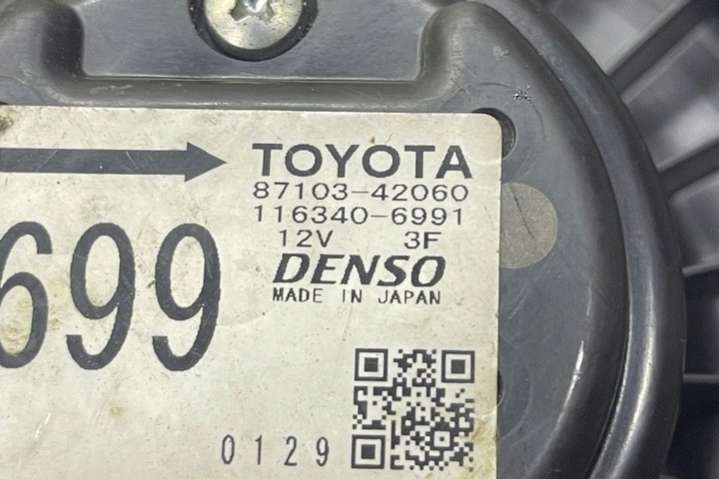 TOYOTA
87103-42060
116340-6991
12V 3F
DENSO
MADE IN JAPAN
699
0129